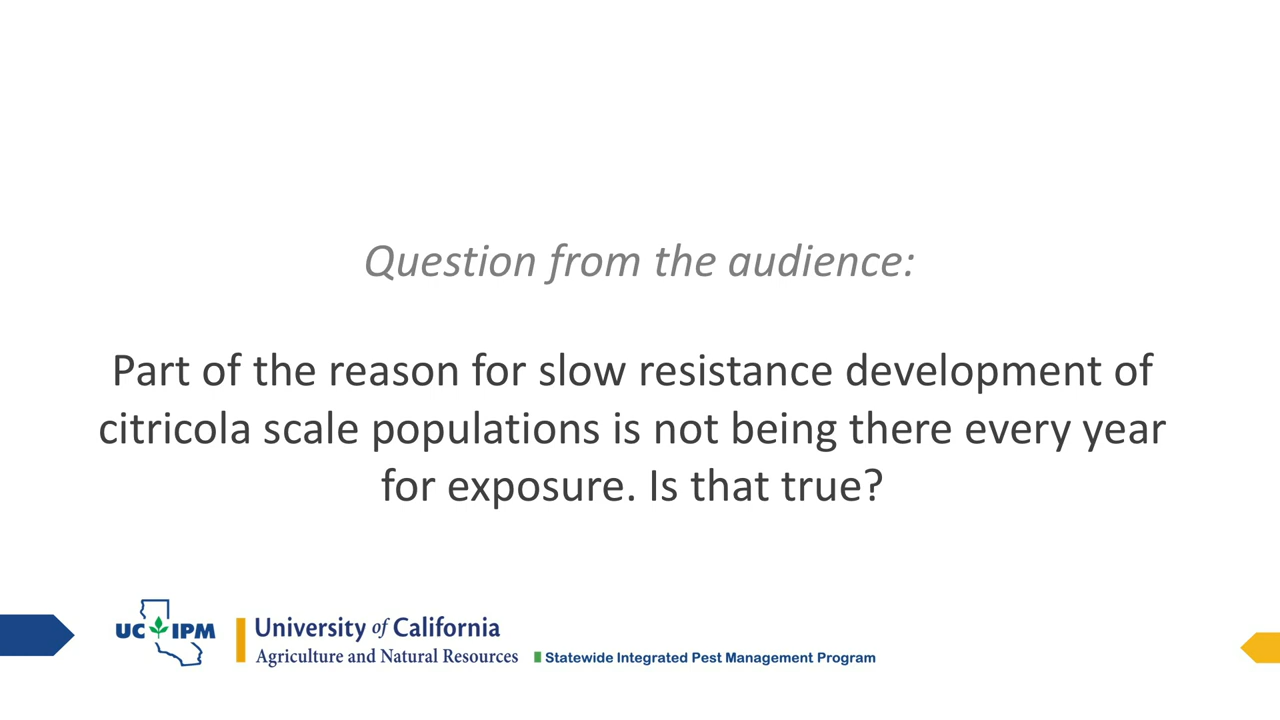 Question from the audience:
Part of the reason for slow resistance development of
citricola scale populations is not being there every year
for exposure. Is that true?
UC IPM
University of California
Agriculture and Natural Resources
Statewide Integrated Pest Management Program